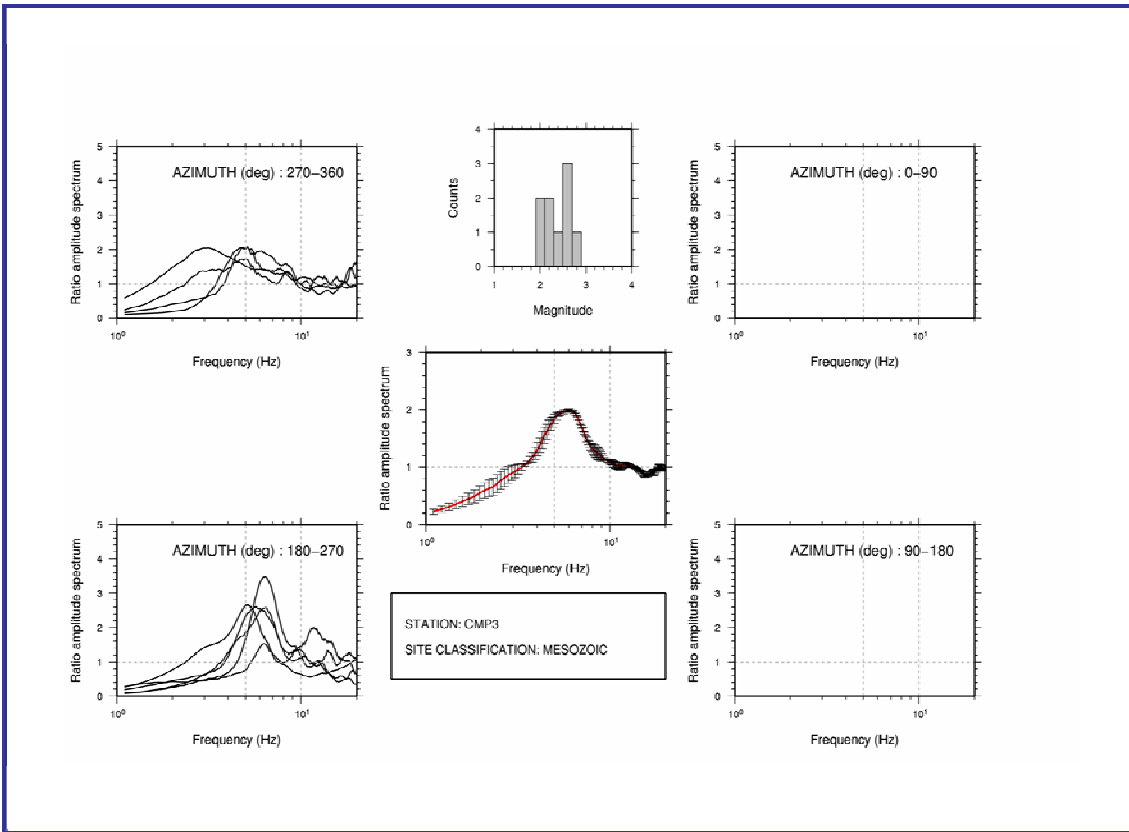 4
3
2
1
0
Counts
1 2 3 4
Magnitude
5
4
3
2
1
0
Ratio amplitude spectrum
AZIMUTH (deg) : 270–360
10⁰ 10¹
Frequency (Hz)
5
4
3
2
1
0
Ratio amplitude spectrum
AZIMUTH (deg) : 0–90
10⁰ 10¹
Frequency (Hz)
3
2
1
0
Ratio amplitude spectrum
10⁰ 10¹
Frequency (Hz)
5
4
3
2
1
0
Ratio amplitude spectrum
AZIMUTH (deg) : 180–270
10⁰ 10¹
Frequency (Hz)
STATION: CMP3
SITE CLASSIFICATION: MESOZOIC
5
4
3
2
1
0
Ratio amplitude spectrum
AZIMUTH (deg) : 90–180
10⁰ 10¹
Frequency (Hz)